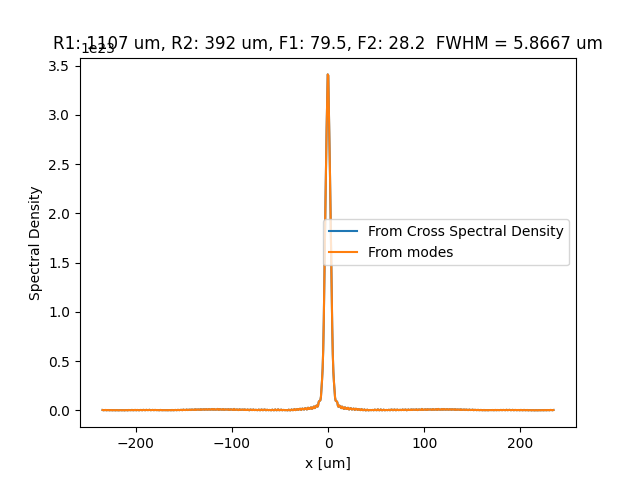 R1: 1107 um, R2: 392 um, F1: 79.5, F2: 28.2  FWHM = 5.8667 um
1e23
3.5
3.0
2.5
2.0
1.5
1.0
0.5
0.0
Spectral Density
From Cross Spectral Density
From modes
−200 −100 0 100 200
x [um]